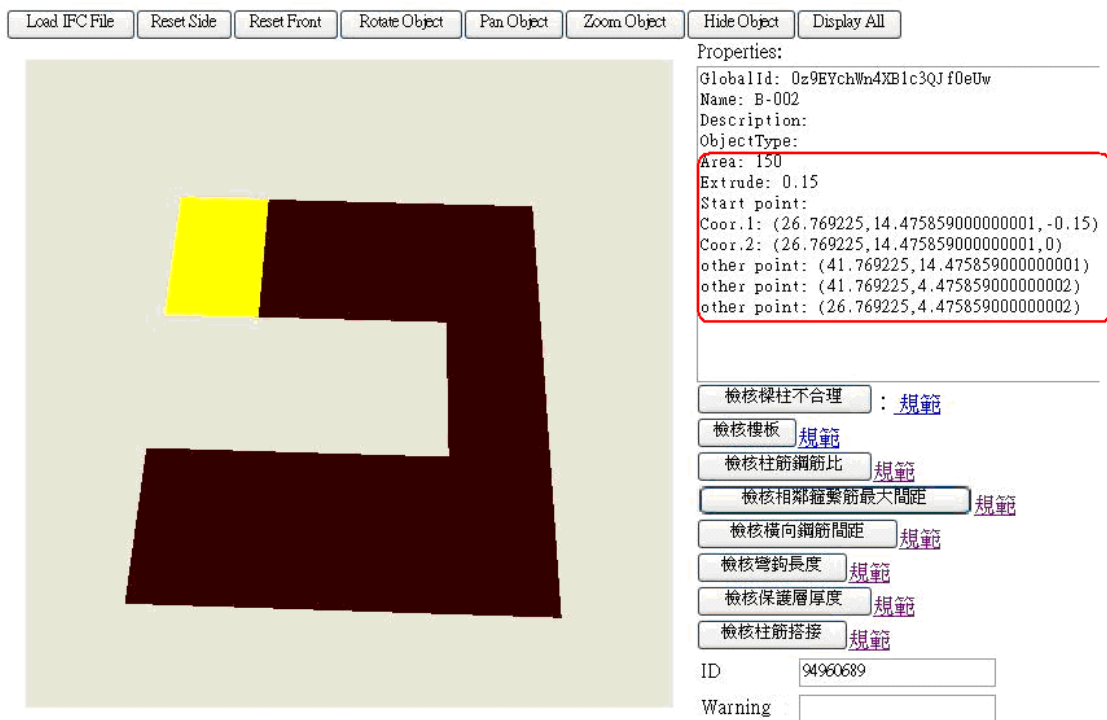 Load IFC File Reset Side Reset Front Rotate Object Pan Object Zoom Object Hide Object Display All
Properties:
GlobalId: 0z9EYchWn4XB1c3QJf0eUw
Name: B-002
Description:
ObjectType:
Area: 150
Extrude: 0.15
Start point:
Coor.1: (26.769225,14.475859000000001,-0.15)
Coor.2: (26.769225,14.475859000000001,0)
other point: (41.769225,14.475859000000001)
other point: (41.769225,4.475859000000002)
other point: (26.769225,4.475859000000002)
檢核樑柱不合理 : 規範
檢核樓板 規範
檢核柱筋鋼筋比 規範
檢核相鄰箍繫筋最大間距 規範
檢核橫向鋼筋間距 規範
檢核彎鉤長度 規範
檢核保護層厚度 規範
檢核柱筋搭接 規範
ID 94960689
Warning